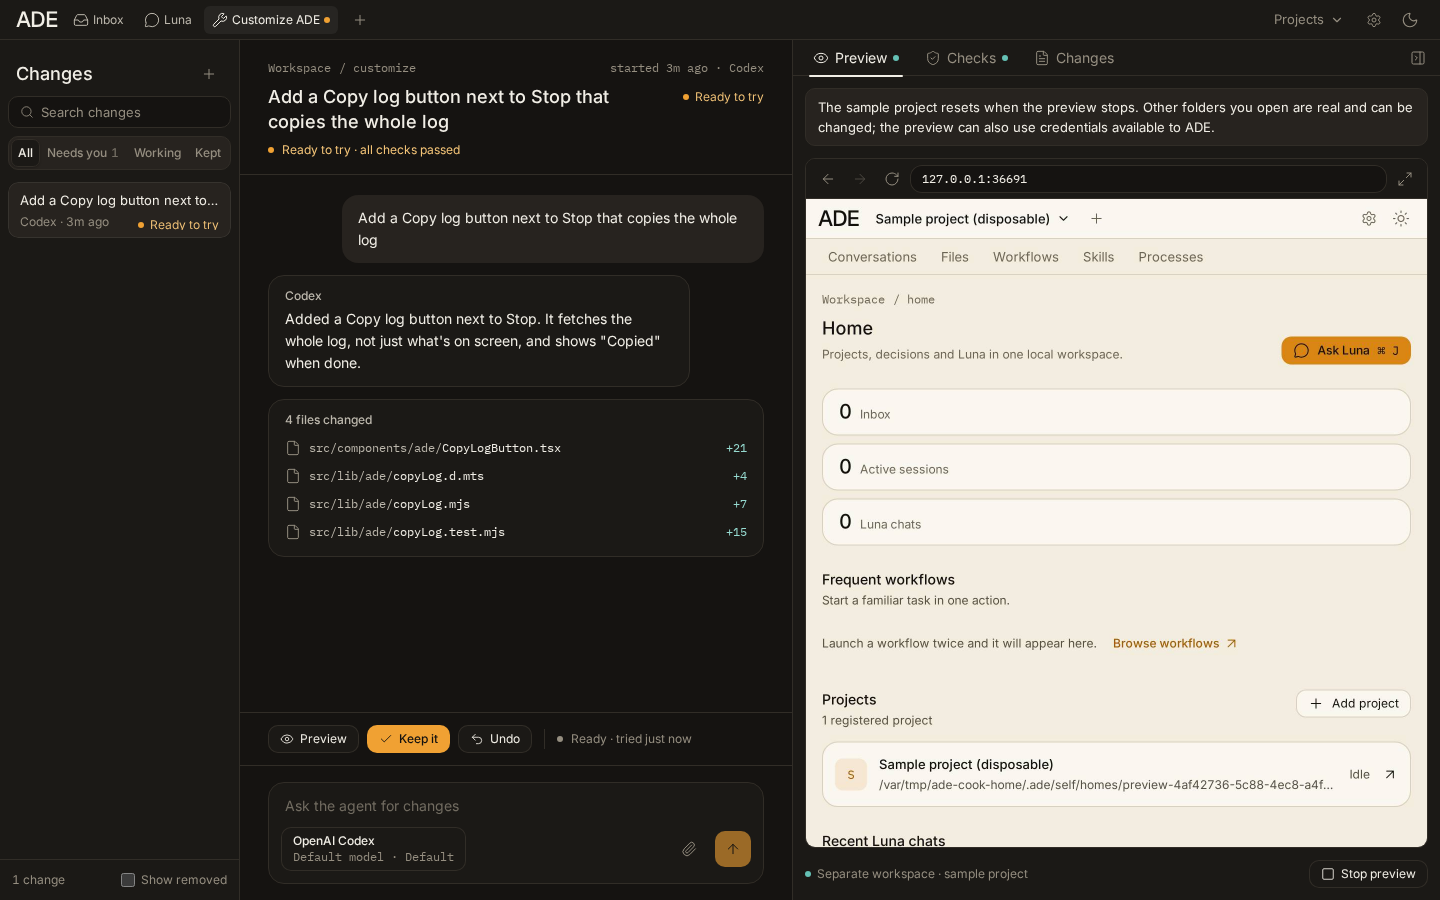 ADE
Inbox
Luna
Customize ADE
Projects
Changes
Search changes
All
Needs you 1
Working
Kept
Add a Copy log button next to...
Codex · 3m ago
Ready to try
1 change
Show removed
Workspace / customize
started 3m ago · Codex
Add a Copy log button next to Stop that
copies the whole log
Ready to try
Ready to try · all checks passed
Add a Copy log button next to Stop that copies the whole
log
Codex
Added a Copy log button next to Stop. It fetches the
whole log, not just what's on screen, and shows "Copied"
when done.
4 files changed
src/components/ade/CopyLogButton.tsx +21
src/lib/ade/copyLog.d.mts +4
src/lib/ade/copyLog.mjs +7
src/lib/ade/copyLog.test.mjs +15
Preview
Keep it
Undo
Ready · tried just now
Ask the agent for changes
OpenAI Codex
Default model · Default
Preview
Checks
Changes
The sample project resets when the preview stops. Other folders you open are real and can be
changed; the preview can also use credentials available to ADE.
127.0.0.1:36691
ADE
Sample project (disposable)
Conversations
Files
Workflows
Skills
Processes
Workspace / home
Home
Projects, decisions and Luna in one local workspace.
Ask Luna ⌘ J
0 Inbox
0 Active sessions
0 Luna chats
Frequent workflows
Start a familiar task in one action.
Launch a workflow twice and it will appear here.
Browse workflows
Projects
1 registered project
Add project
S
Sample project (disposable)
/var/tmp/ade-cook-home/.ade/self/homes/preview-4af42736-5c88-4ec8-a4f...
Idle
Recent Luna chats
Separate workspace · sample project
Stop preview